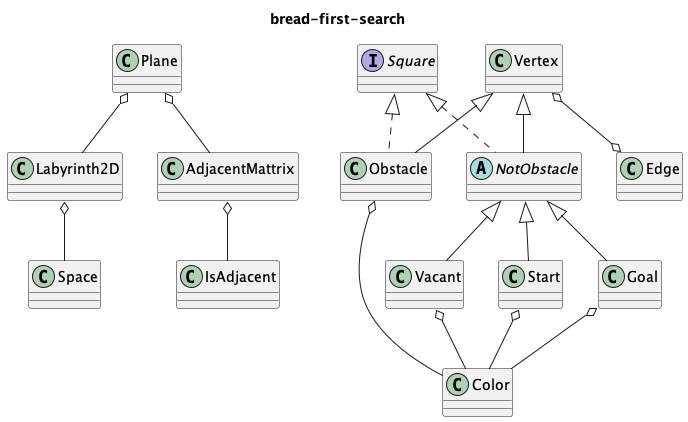 bread-first-search
C Plane
I Square
C Vertex
C Labyrinth2D
C AdjacentMattrix
C Obstacle
A NotObstacle
C Edge
C Space
C IsAdjacent
C Vacant
C Start
C Goal
C Color